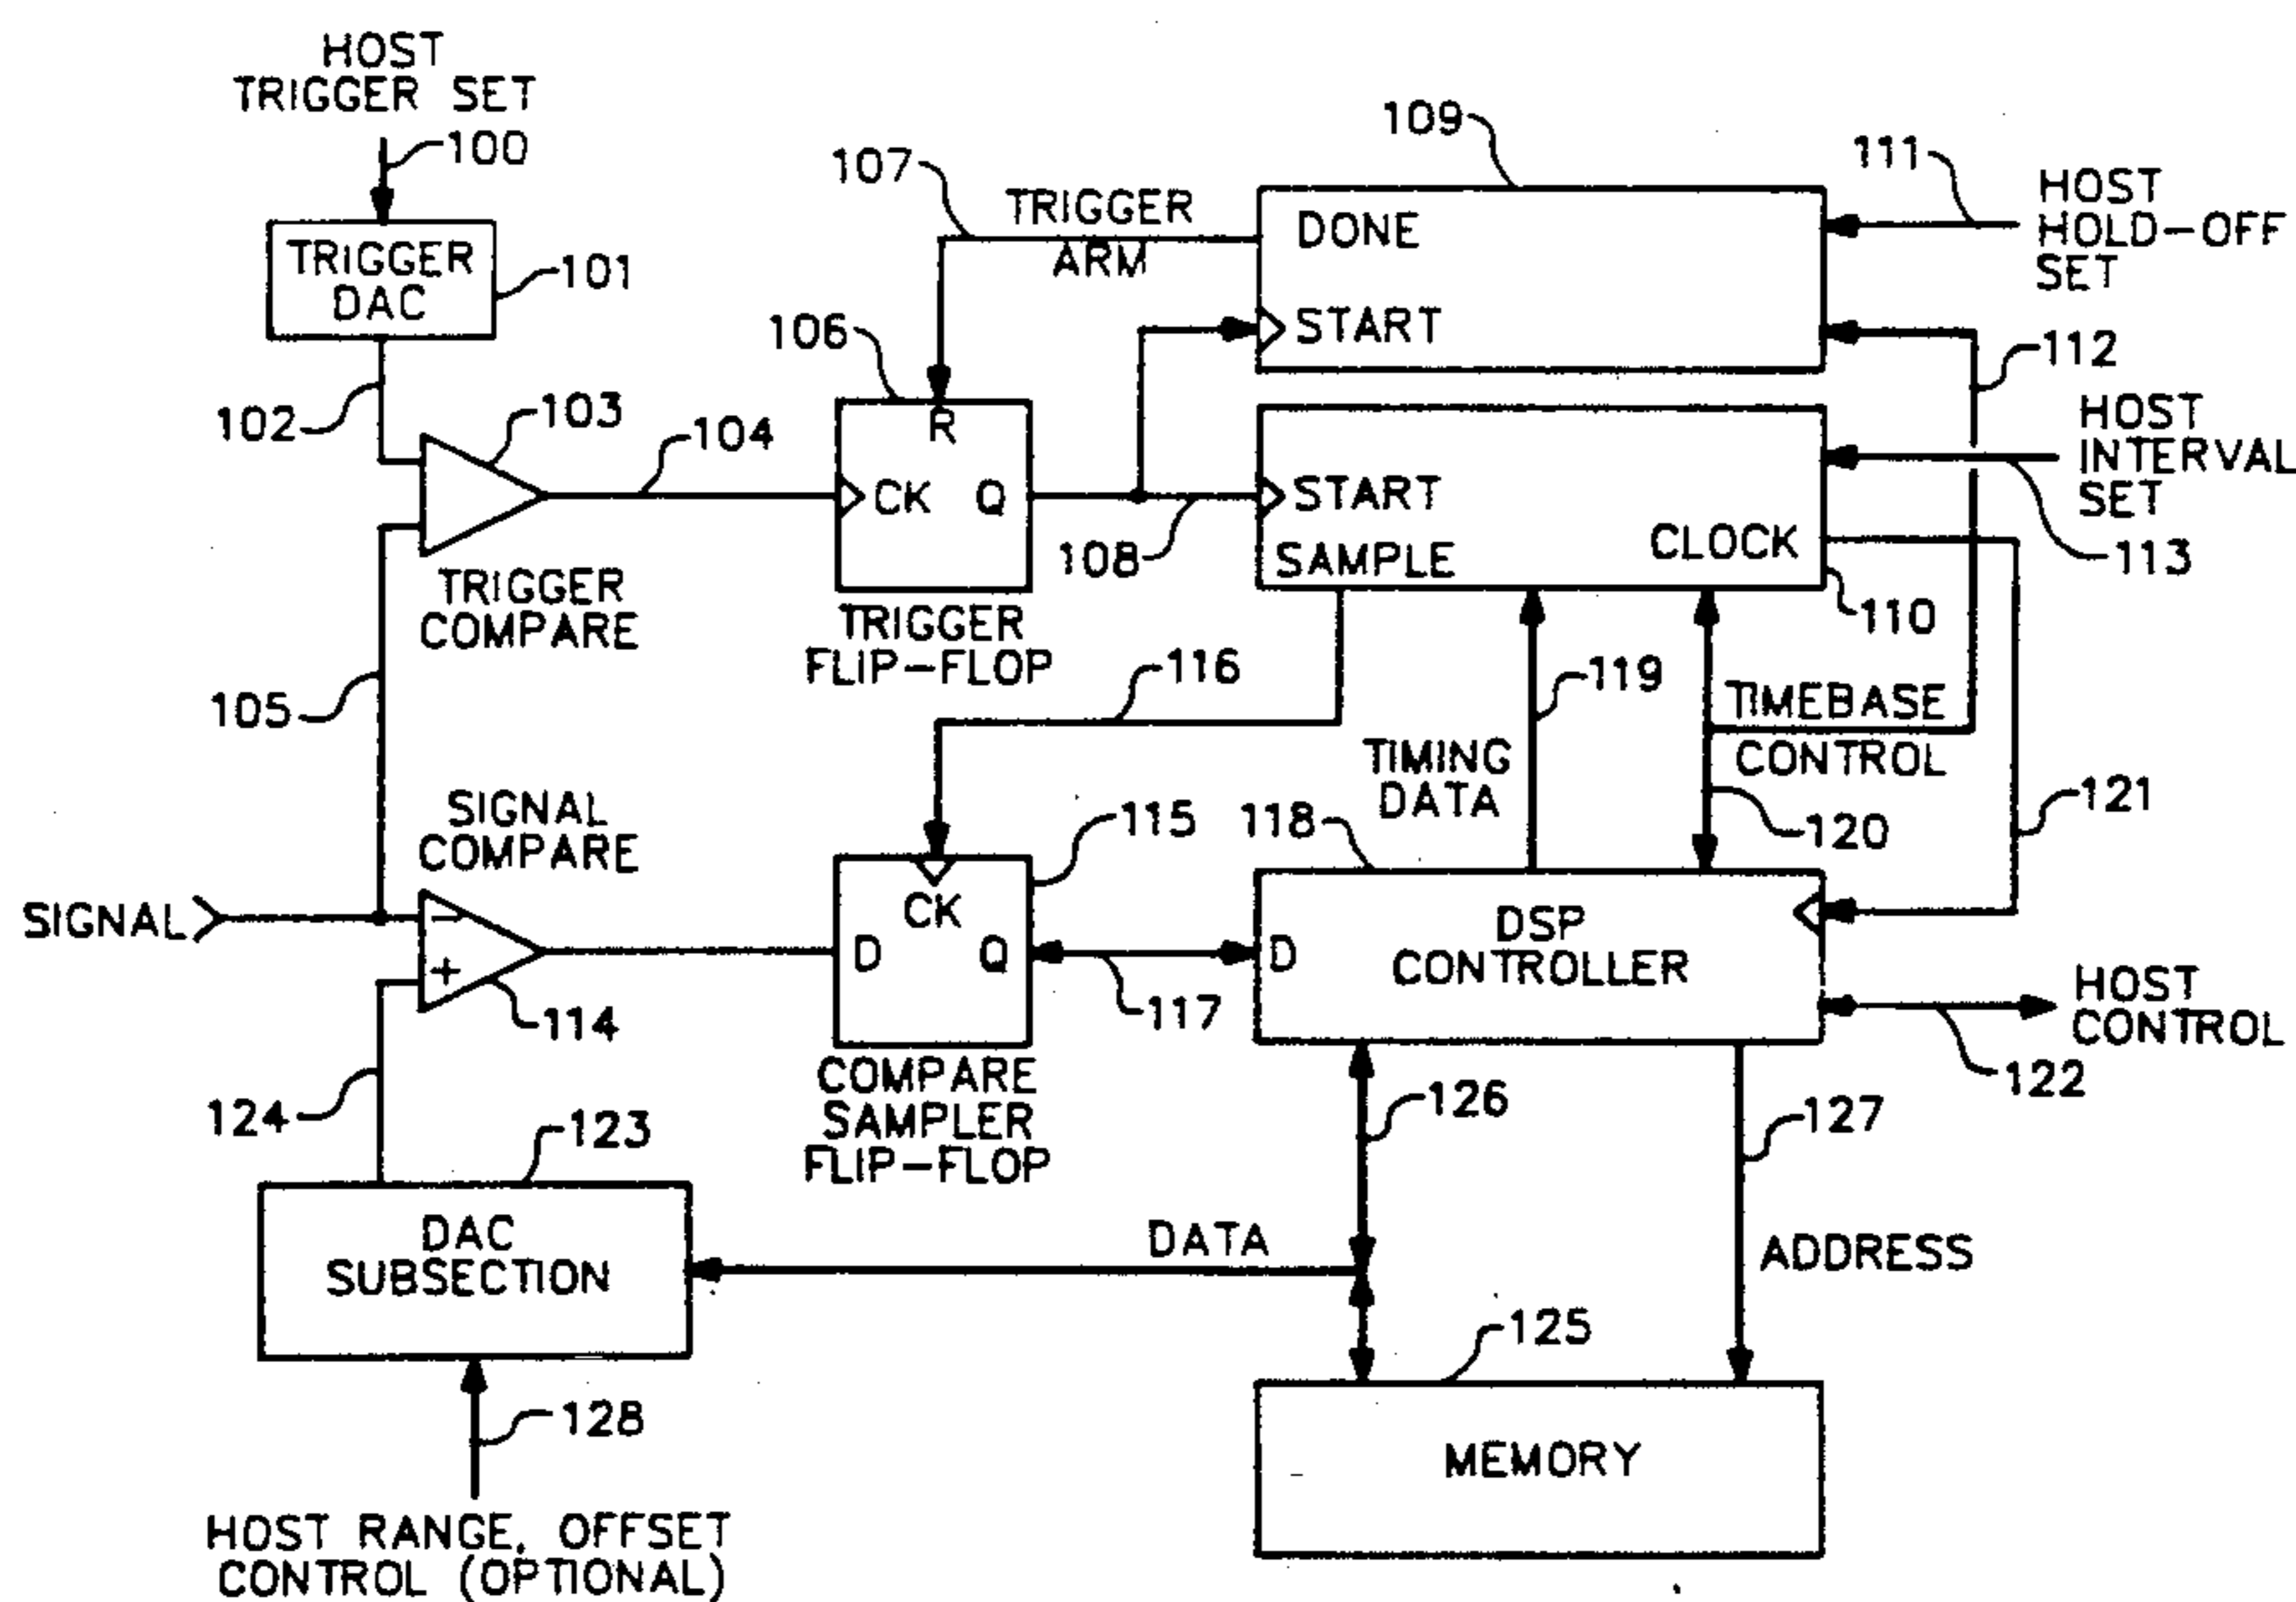 HOST
TRIGGER SET
100
TRIGGER
DAC
101
102
103
104
TRIGGER
COMPARE
105
106
107
TRIGGER
ARM
R
CK Q
TRIGGER
FLIP-FLOP
108
109
DONE
START
111
HOST
HOLD-OFF
SET
112
START
SAMPLE
CLOCK
HOST
INTERVAL
SET
113
110
116
119
TIMING
DATA
TIMEBASE
CONTROL
120
121
SIGNAL
COMPARE
SIGNAL
−
+
114
115
CK
D Q
COMPARE
SAMPLER
FLIP-FLOP
117
118
D
DSP
CONTROLLER
HOST
CONTROL
122
124
123
DAC
SUBSECTION
DATA
126
127
ADDRESS
125
MEMORY
128
HOST RANGE, OFFSET
CONTROL (OPTIONAL)